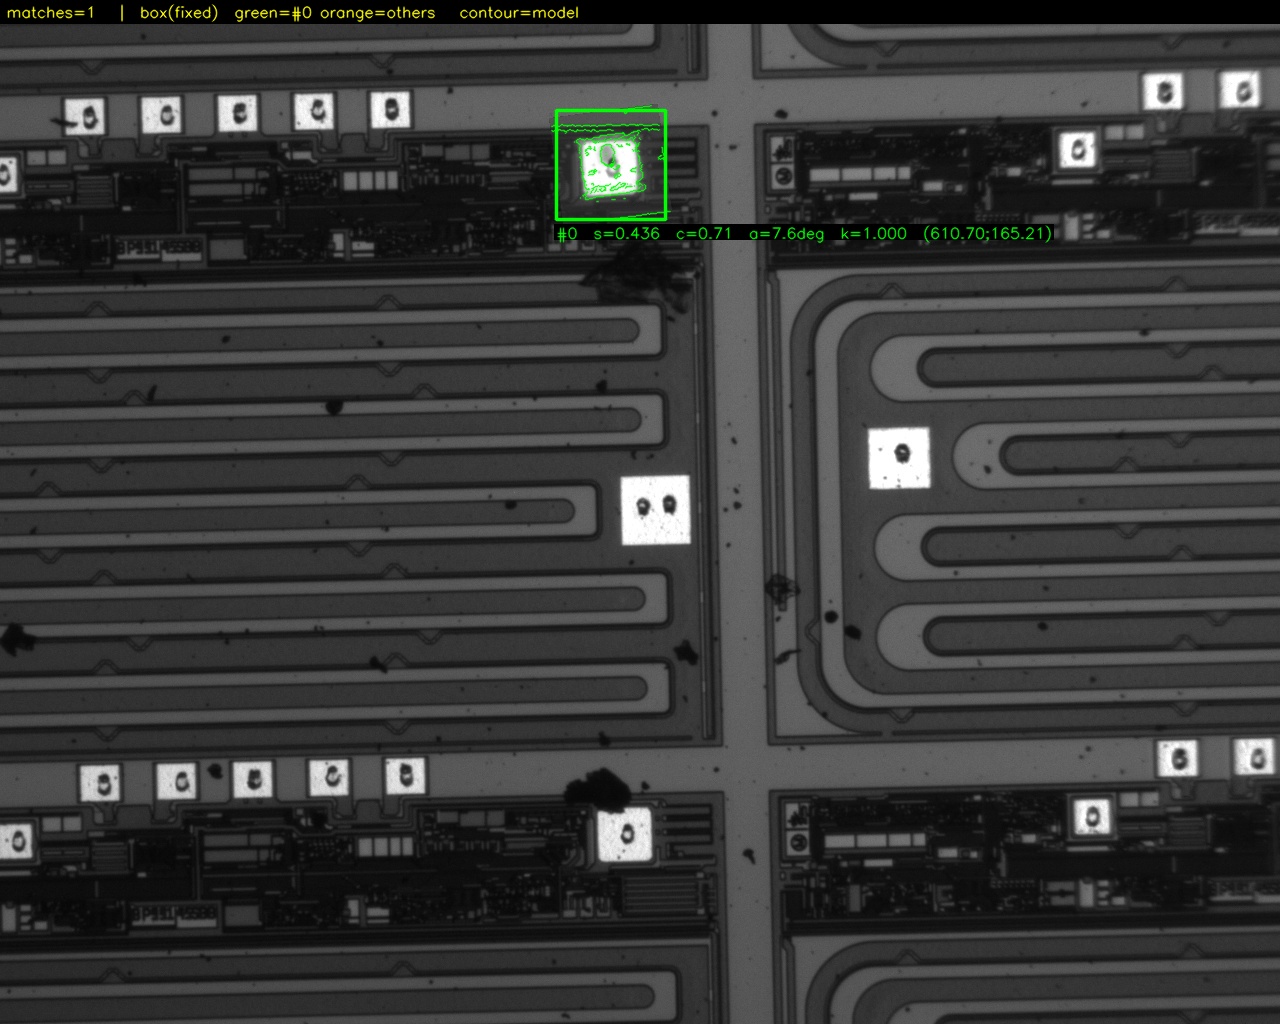 matches=1 | box(fixed) green=#0 orange=others contour=model
#0 s=0.436 c=0.71 a=7.6deg k=1.000 (610.70;165.21)